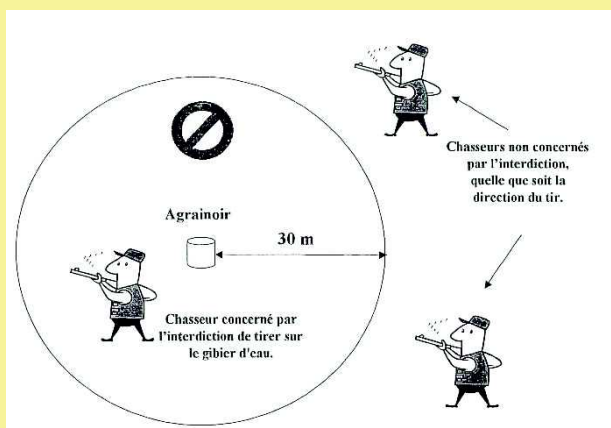 Agrainoir
30 m
Chasseur concerné par
l'interdiction de tirer sur
le gibier d'eau.
Chasseurs non concernés
par l'interdiction,
quelle que soit la
direction du tir.